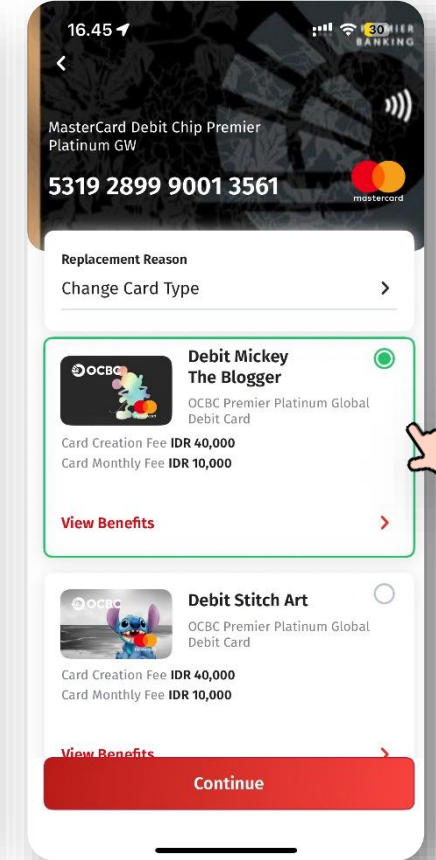 16.45
30
PREMIER
BANKING
MasterCard Debit Chip Premier
Platinum GW
5319 2899 9001 3561
mastercard
Replacement Reason
Change Card Type
OCBC
Debit Mickey
The Blogger
OCBC Premier Platinum Global
Debit Card
Card Creation Fee IDR 40,000
Card Monthly Fee IDR 10,000
View Benefits
OCBC
Debit Stitch Art
OCBC Premier Platinum Global
Debit Card
Card Creation Fee IDR 40,000
Card Monthly Fee IDR 10,000
View Benefits
Continue